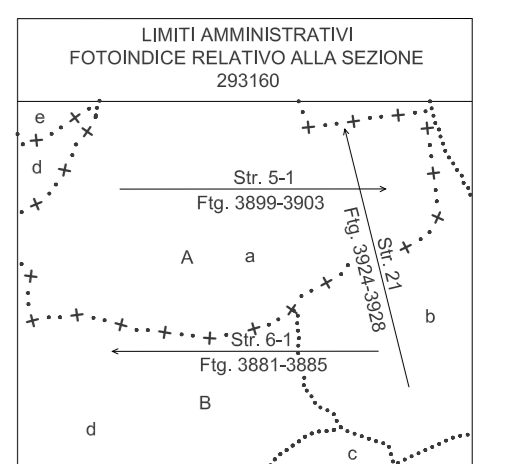 LIMITI AMMINISTRATIVI
FOTOINDICE RELATIVO ALLA SEZIONE
293160
e
d
Str. 5-1
Ftg. 3899-3903
A
a
Str. 21
Ftg. 3924-3928
b
Str. 6-1
Ftg. 3881-3885
B
d
c